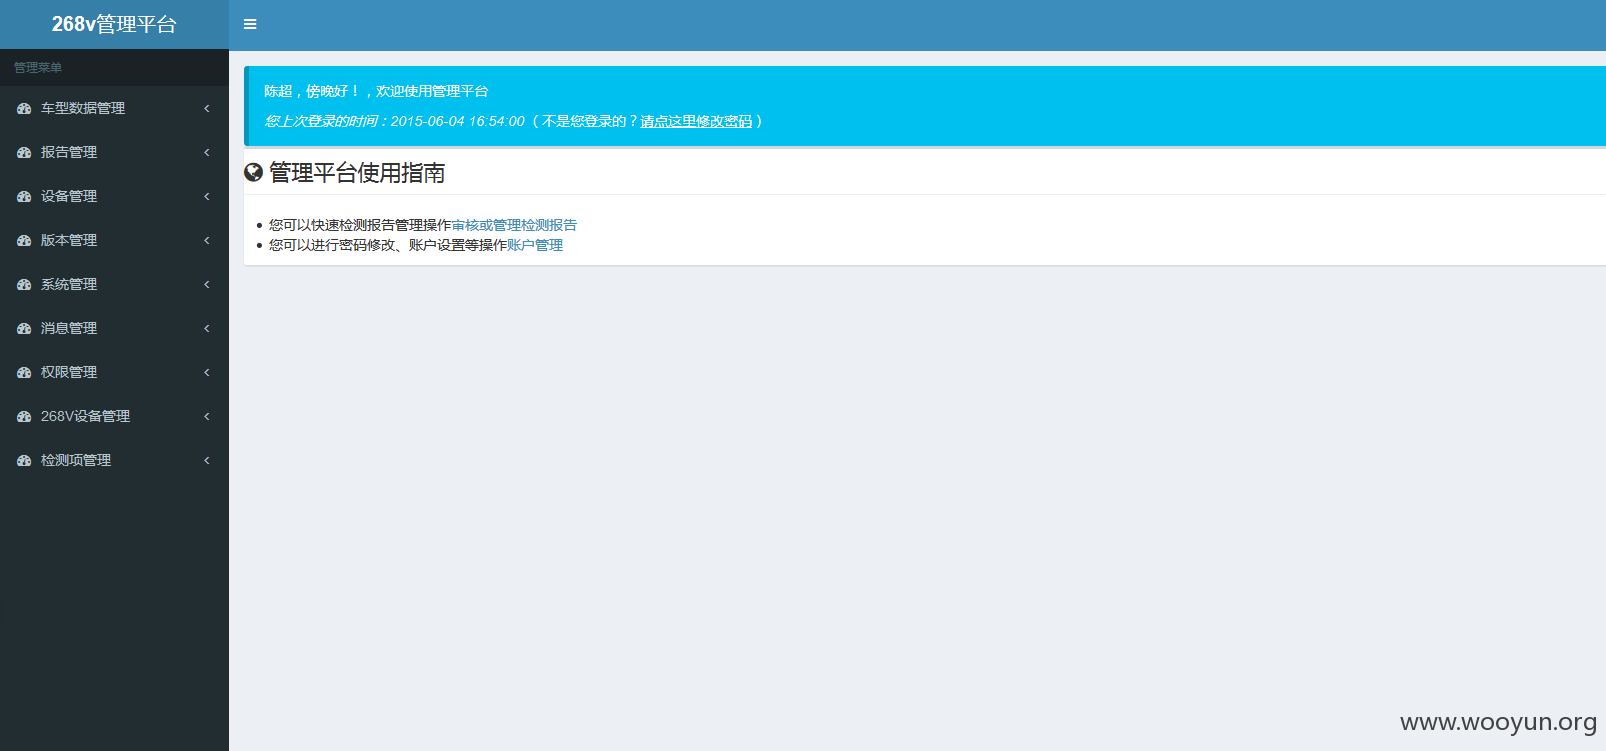 268v管理平台
管理菜单
车型数据管理
报告管理
设备管理
版本管理
系统管理
消息管理
权限管理
268V设备管理
检测项管理
陈超，傍晚好！，欢迎使用管理平台
您上次登录的时间：2015-06-04 16:54:00（不是您登录的？请点这里修改密码）
管理平台使用指南
您可以快速检测报告管理操作审核或管理检测报告
您可以进行密码修改、账户设置等操作账户管理
www.wooyun.org